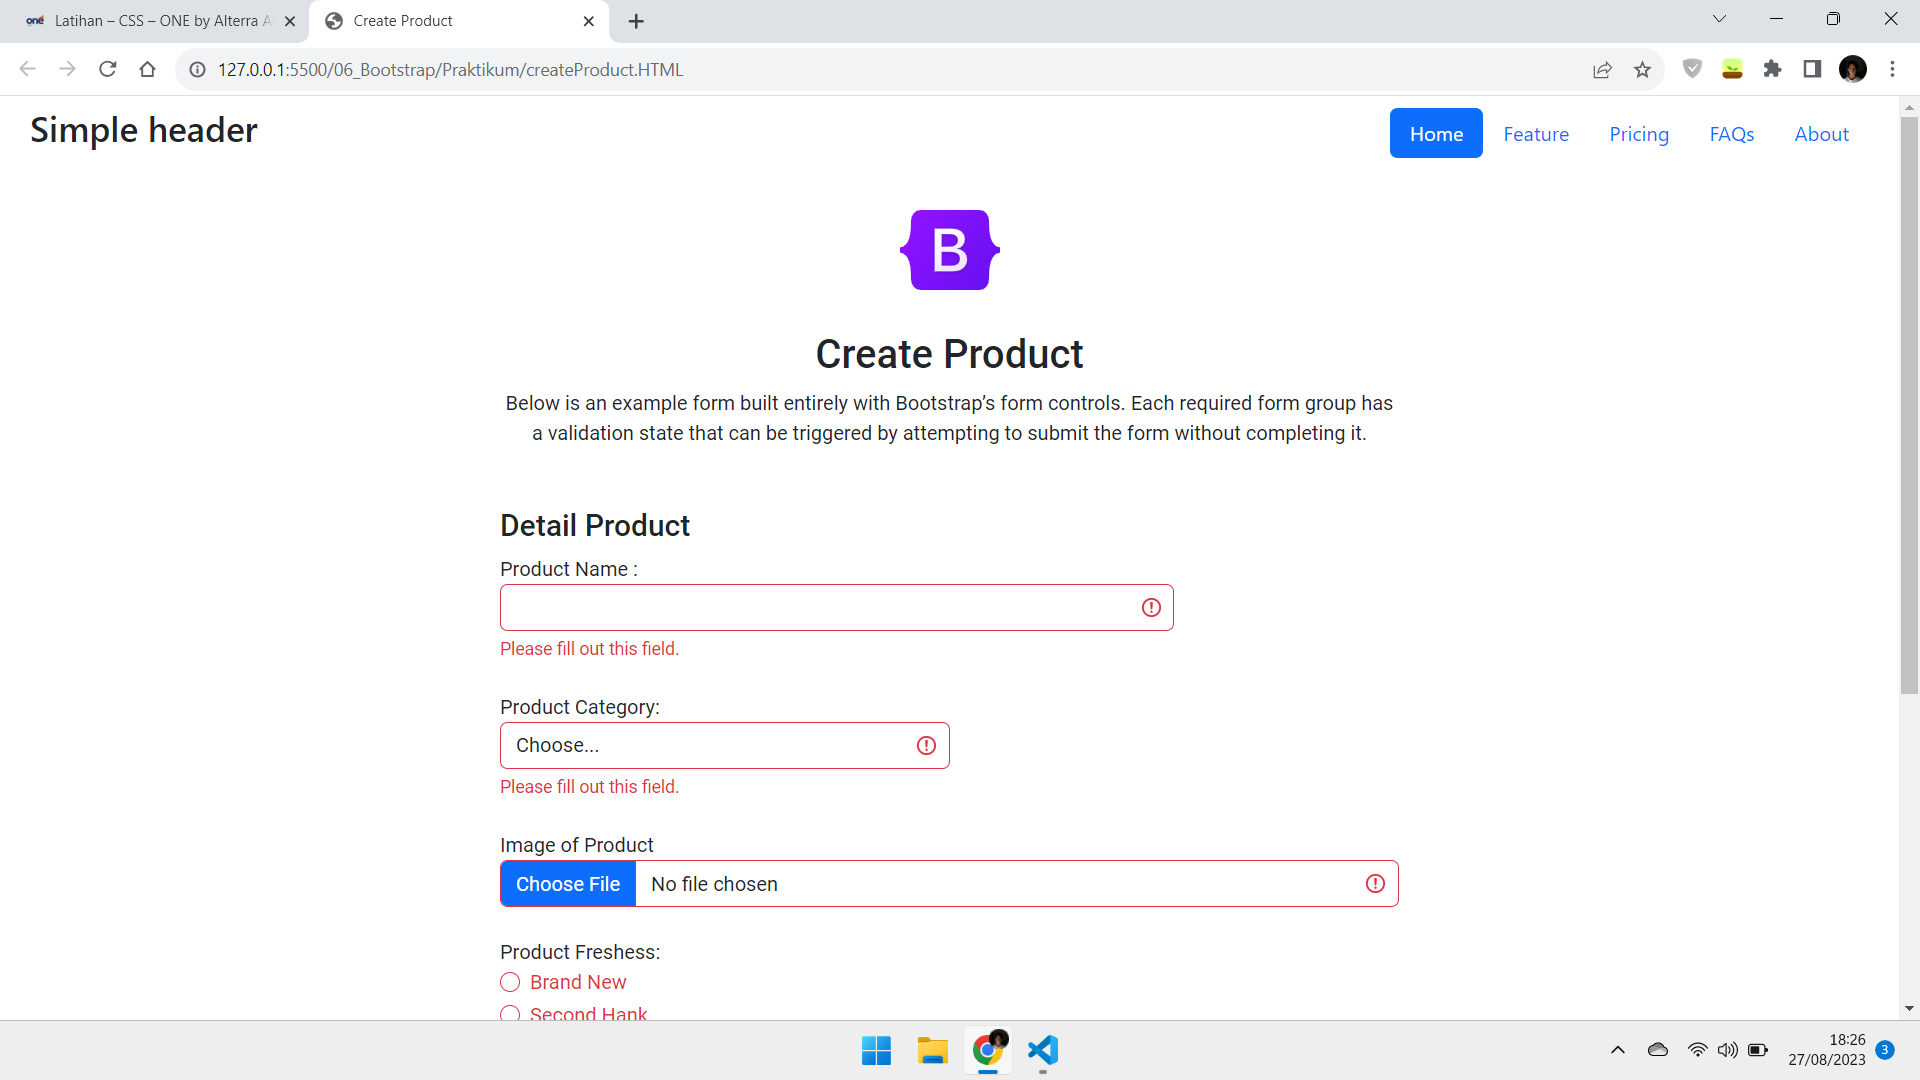 one Latihan – CSS – ONE by Alterra A
Create Product
127.0.0.1:5500/06_Bootstrap/Praktikum/createProduct.HTML
Simple header
Home Feature Pricing FAQs About
B
Create Product
Below is an example form built entirely with Bootstrap’s form controls. Each required form group has
a validation state that can be triggered by attempting to submit the form without completing it.
Detail Product
Product Name :
Please fill out this field.
Product Category:
Choose...
Please fill out this field.
Image of Product
Choose File No file chosen
Product Freshess:
Brand New
Second Hank
18:26
27/08/2023
3